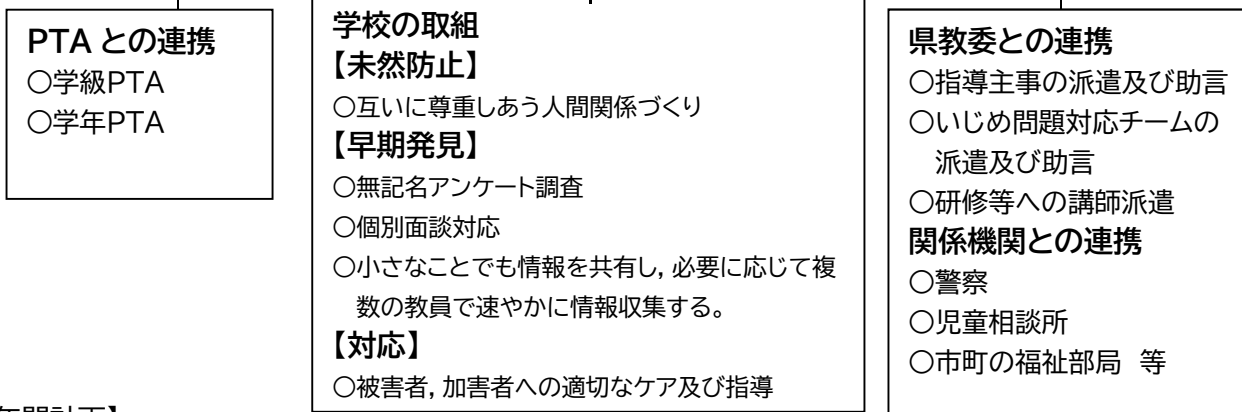 PTA との連携
○学級PTA
○学年PTA
学校の取組
【未然防止】
○互いに尊重しあう人間関係づくり
【早期発見】
○無記名アンケート調査
○個別面談対応
○小さなことでも情報を共有し，必要に応じて複
数の教員で速やかに情報収集する。
【対応】
○被害者，加害者への適切なケア及び指導
県教委との連携
○指導主事の派遣及び助言
○いじめ問題対応チームの
派遣及び助言
○研修等への講師派遣
関係機関との連携
○警察
○児童相談所
○市町の福祉部局 等